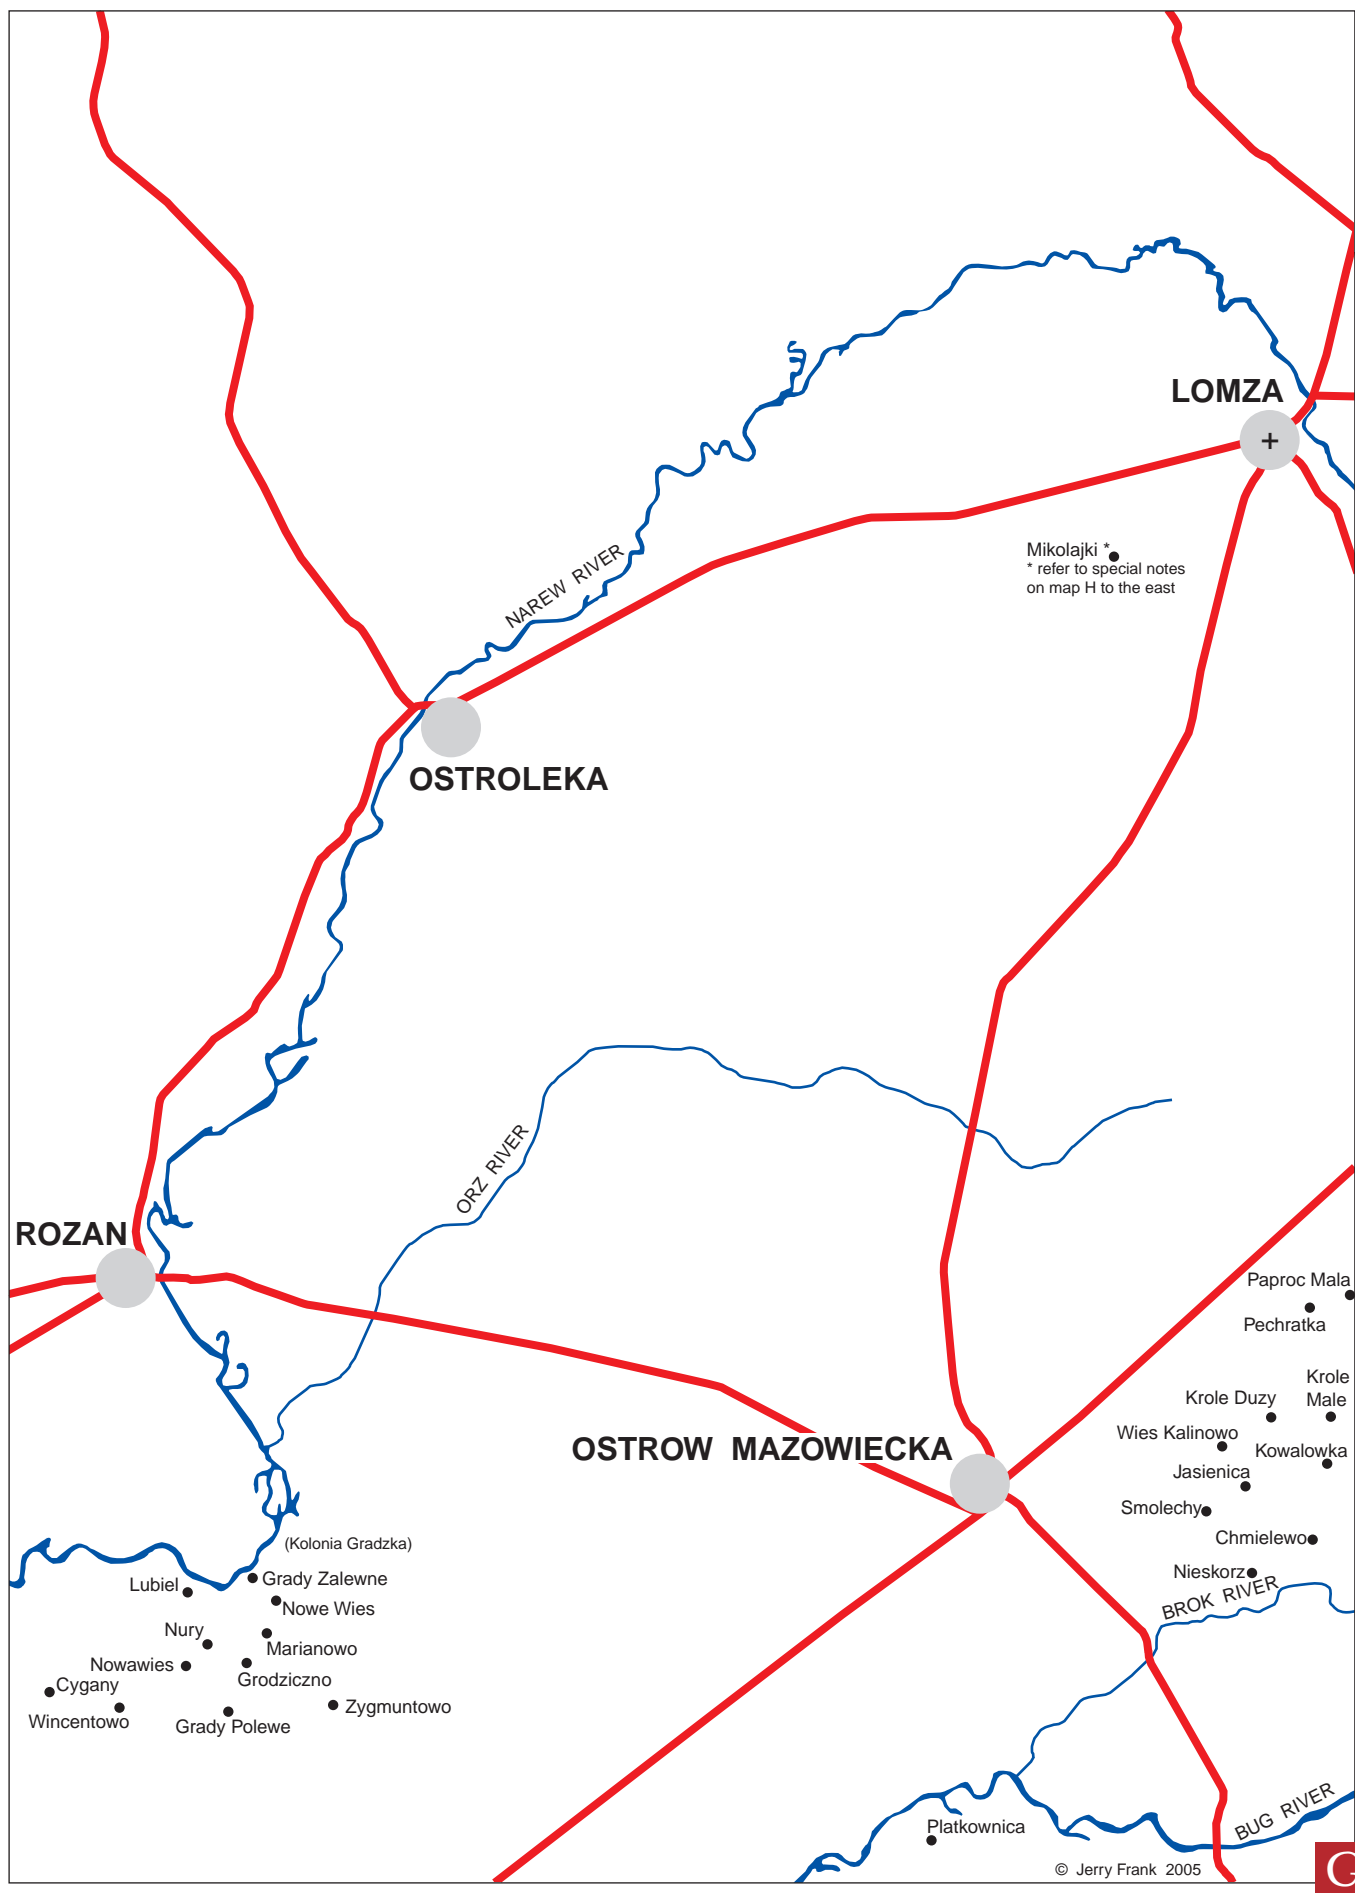 LOMZA
+
Mikolajki *
* refer to special notes
on map H to the east
NAREW RIVER
OSTROLEKA
ORZ RIVER
ROZAN
Paproc Mala
Pechratka
Krole
Male
Krole Duzy
Wies Kalinowo
Kowalowka
OSTROW MAZOWIECKA
Jasienica
Smolechy
Chmielewo
(Kolonia Gradzka)
Nieskorz
Grady Zalewne
Lubiel
BROK RIVER
Nowe Wies
Nury
Marianowo
Nowawies
Grodziczno
Cygany
Zygmuntowo
Wincentowo
Grady Polewe
BUG RIVER
Platkownica
© Jerry Frank 2005
G